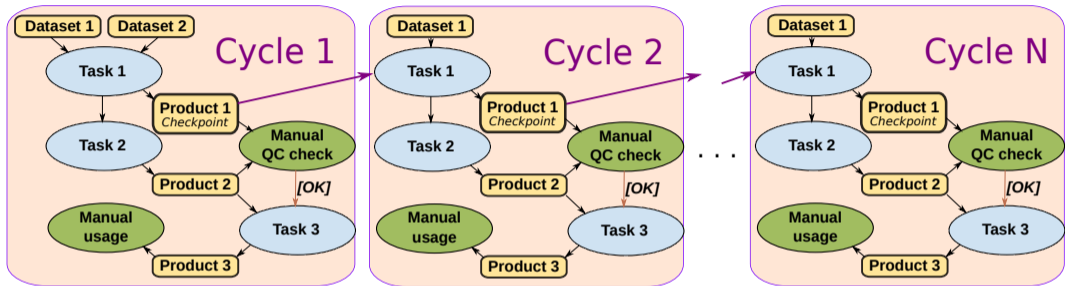 Dataset 1
Dataset 2
Cycle 1
Task 1
Product 1
Checkpoint
Manual
QC check
Task 2
Product 2
[OK]
Manual
usage
Task 3
Product 3
Dataset 1
Cycle 2
Task 1
Product 1
Checkpoint
Manual
QC check
Task 2
Product 2
[OK]
Manual
usage
Task 3
Product 3
. . .
Dataset 1
Cycle N
Task 1
Product 1
Checkpoint
Manual
QC check
Task 2
Product 2
[OK]
Manual
usage
Task 3
Product 3